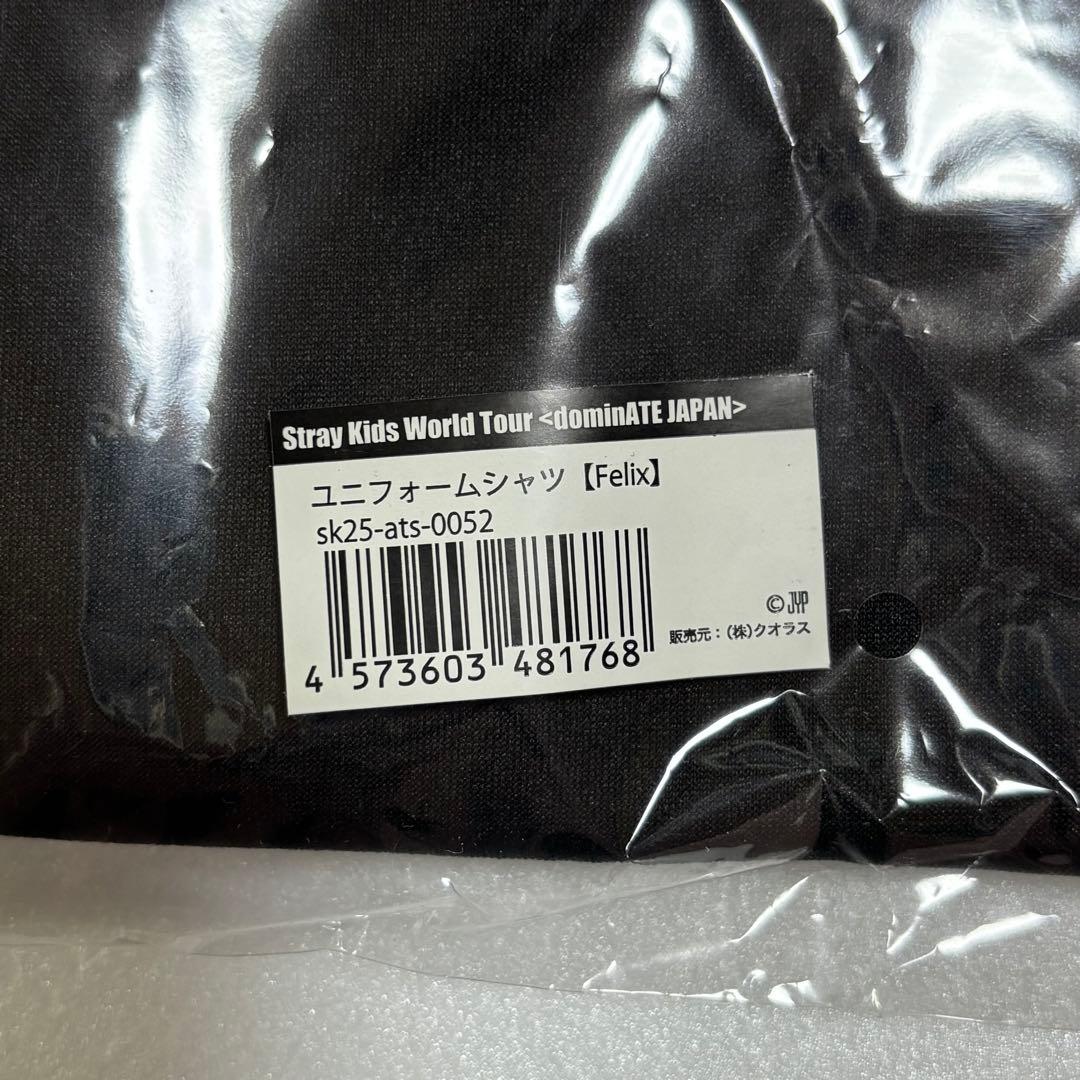 Stray Kids World Tour <dominATE JAPAN>
ユニフォームシャツ【Felix】
sk25-ats-0052
4 573603 481768
© JYP
販売元：(株)クオラス